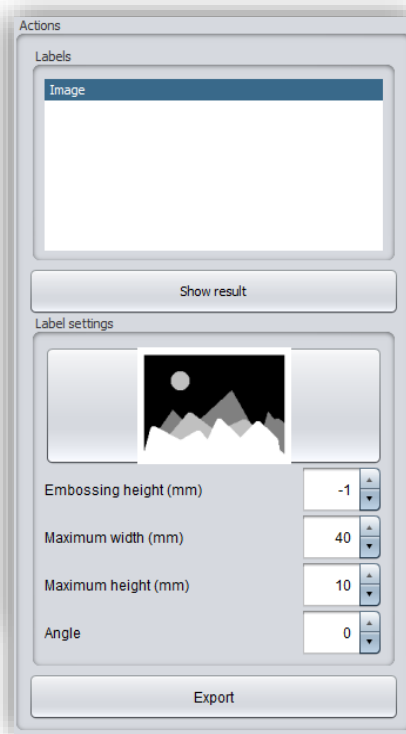 Actions
Labels
Image
Show result
Label settings
Embossing height (mm) -1
Maximum width (mm) 40
Maximum height (mm) 10
Angle 0
Export